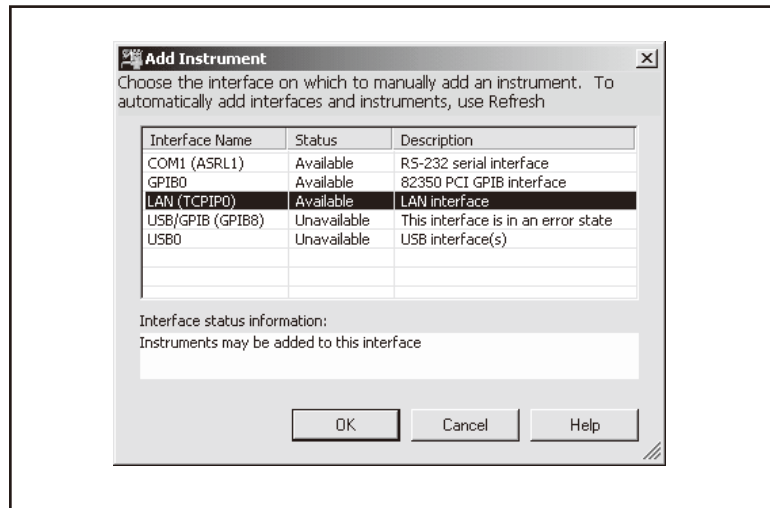 Add Instrument
Choose the interface on which to manually add an instrument. To
automatically add interfaces and instruments, use Refresh
Interface Name Status Description
COM1 (ASRL1) Available RS-232 serial interface
GPIB0 Available 82350 PCI GPIB interface
LAN (TCPIP0) Available LAN interface
USB/GPIB (GPIB8) Unavailable This interface is in an error state
USB0 Unavailable USB interface(s)
Interface status information:
Instruments may be added to this interface
OK Cancel Help